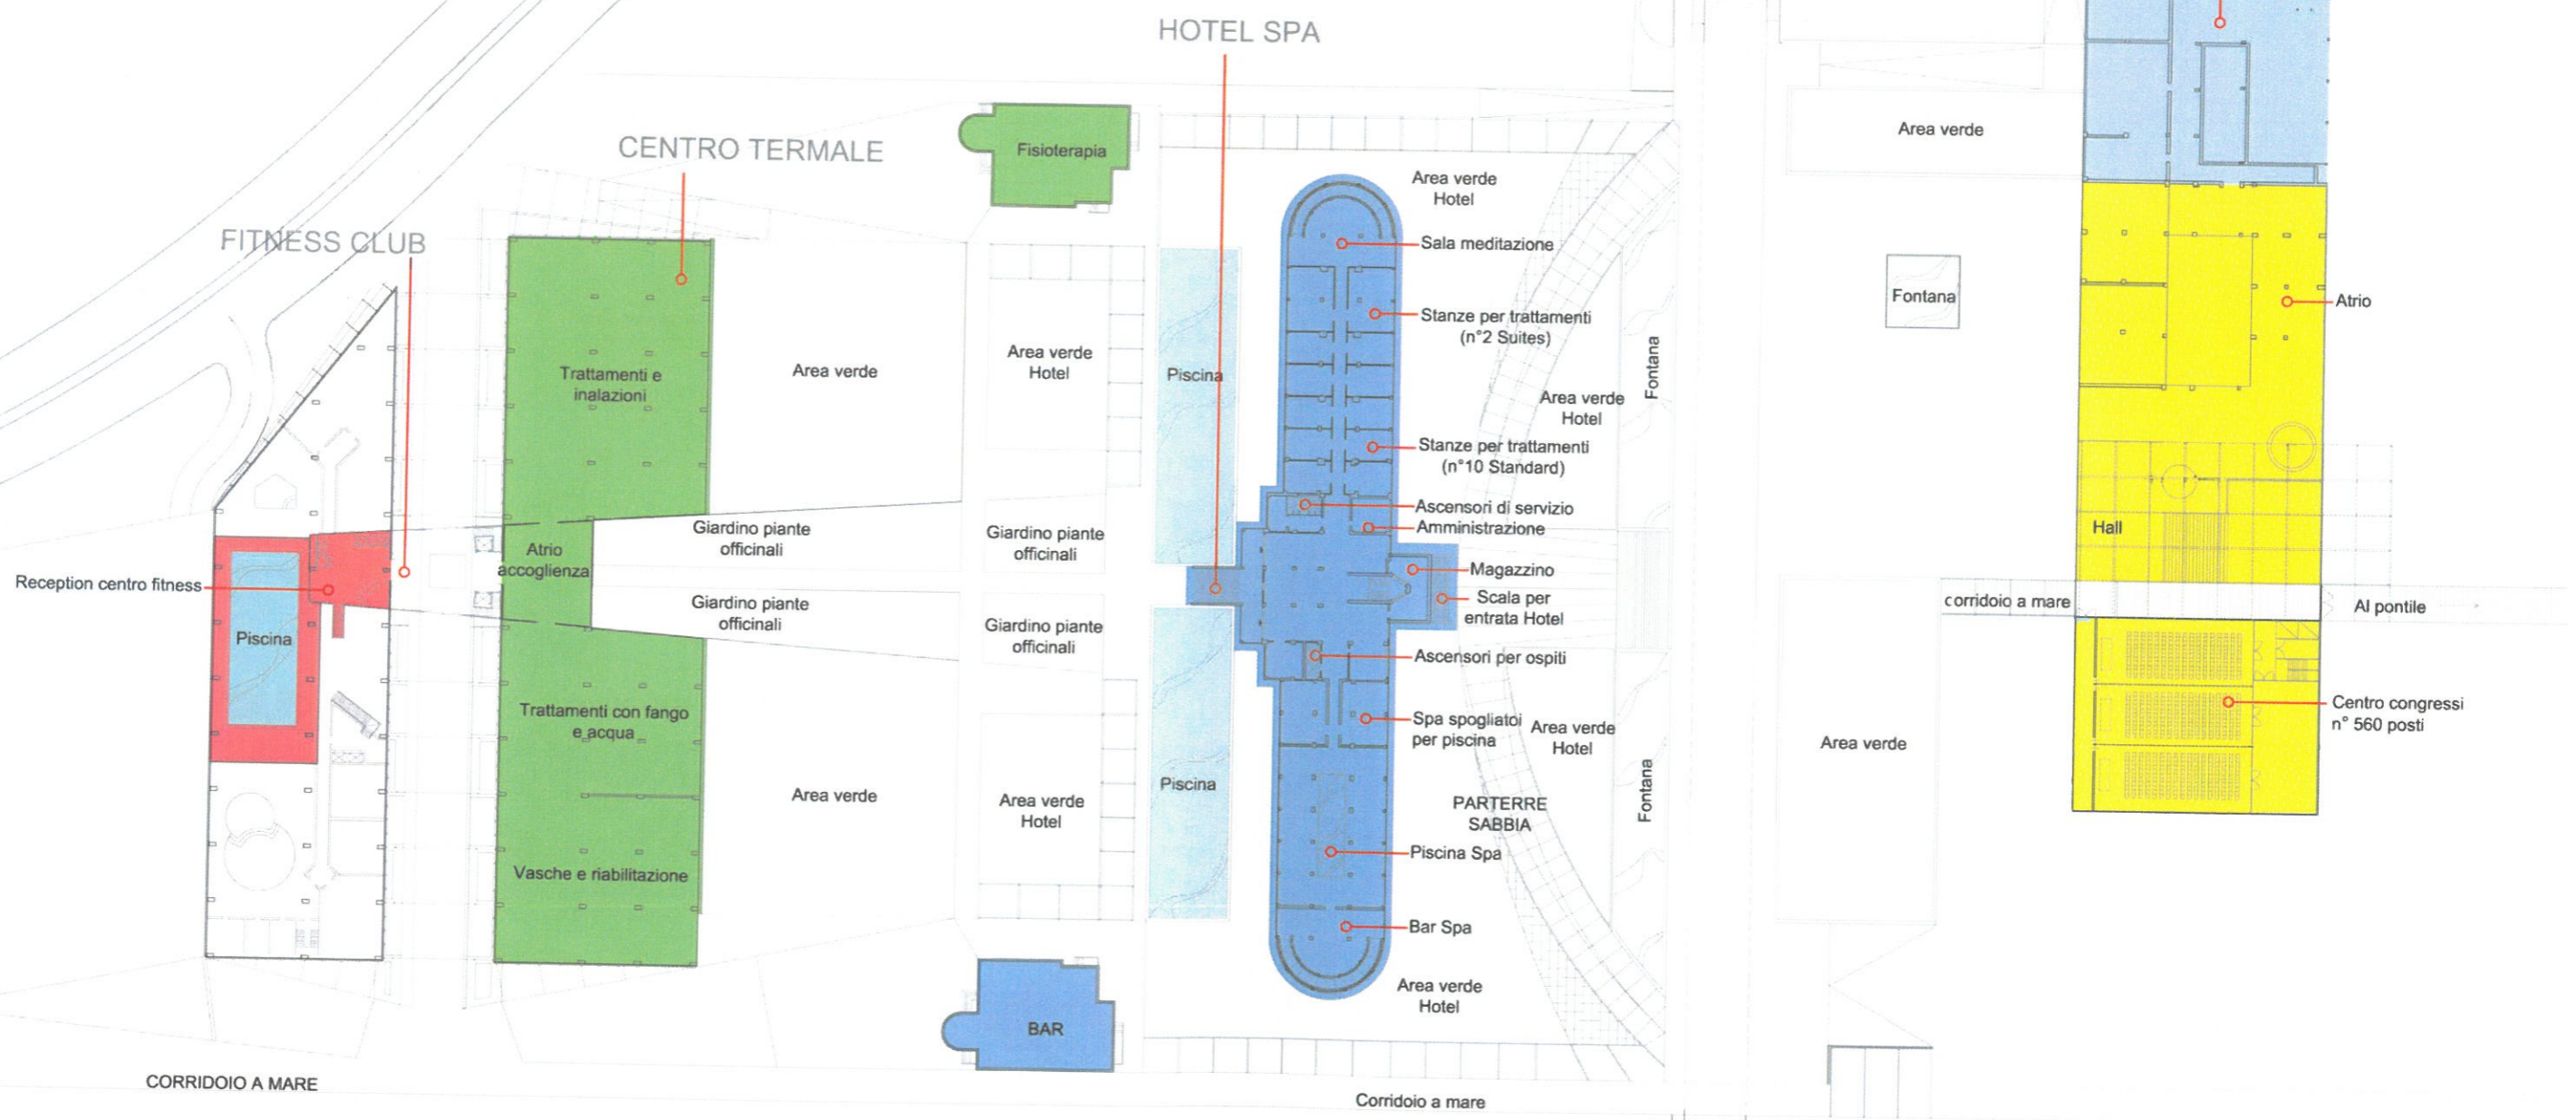 HOTEL SPA
CENTRO TERMALE
FITNESS CLUB
Fisioterapia
Area verde
Hotel
Area verde
Sala meditazione
Fontana
Atrio
Stanze per trattamenti
(n°2 Suites)
Trattamenti e
inalazioni
Area verde
Area verde
Hotel
Piscina
Fontana
Area verde
Hotel
Stanze per trattamenti
(n°10 Standard)
Ascensori di servizio
Amministrazione
Giardino piante
officinali
Giardino piante
officinali
Hall
Atrio
accoglienza
Reception centro fitness
Magazzino
Scala per
entrata Hotel
corridoio a mare
Al pontile
Giardino piante
officinali
Giardino piante
officinali
Piscina
Ascensori per ospiti
Trattamenti con fango
e acqua
Spa spogliatoi
per piscina
Area verde
Hotel
Area verde
Centro congressi
n° 560 posti
Area verde
Area verde
Hotel
Piscina
Fontana
PARTERRE
SABBIA
Piscina Spa
Vasche e riabilitazione
Bar Spa
Area verde
Hotel
BAR
CORRIDOIO A MARE
Corridoio a mare